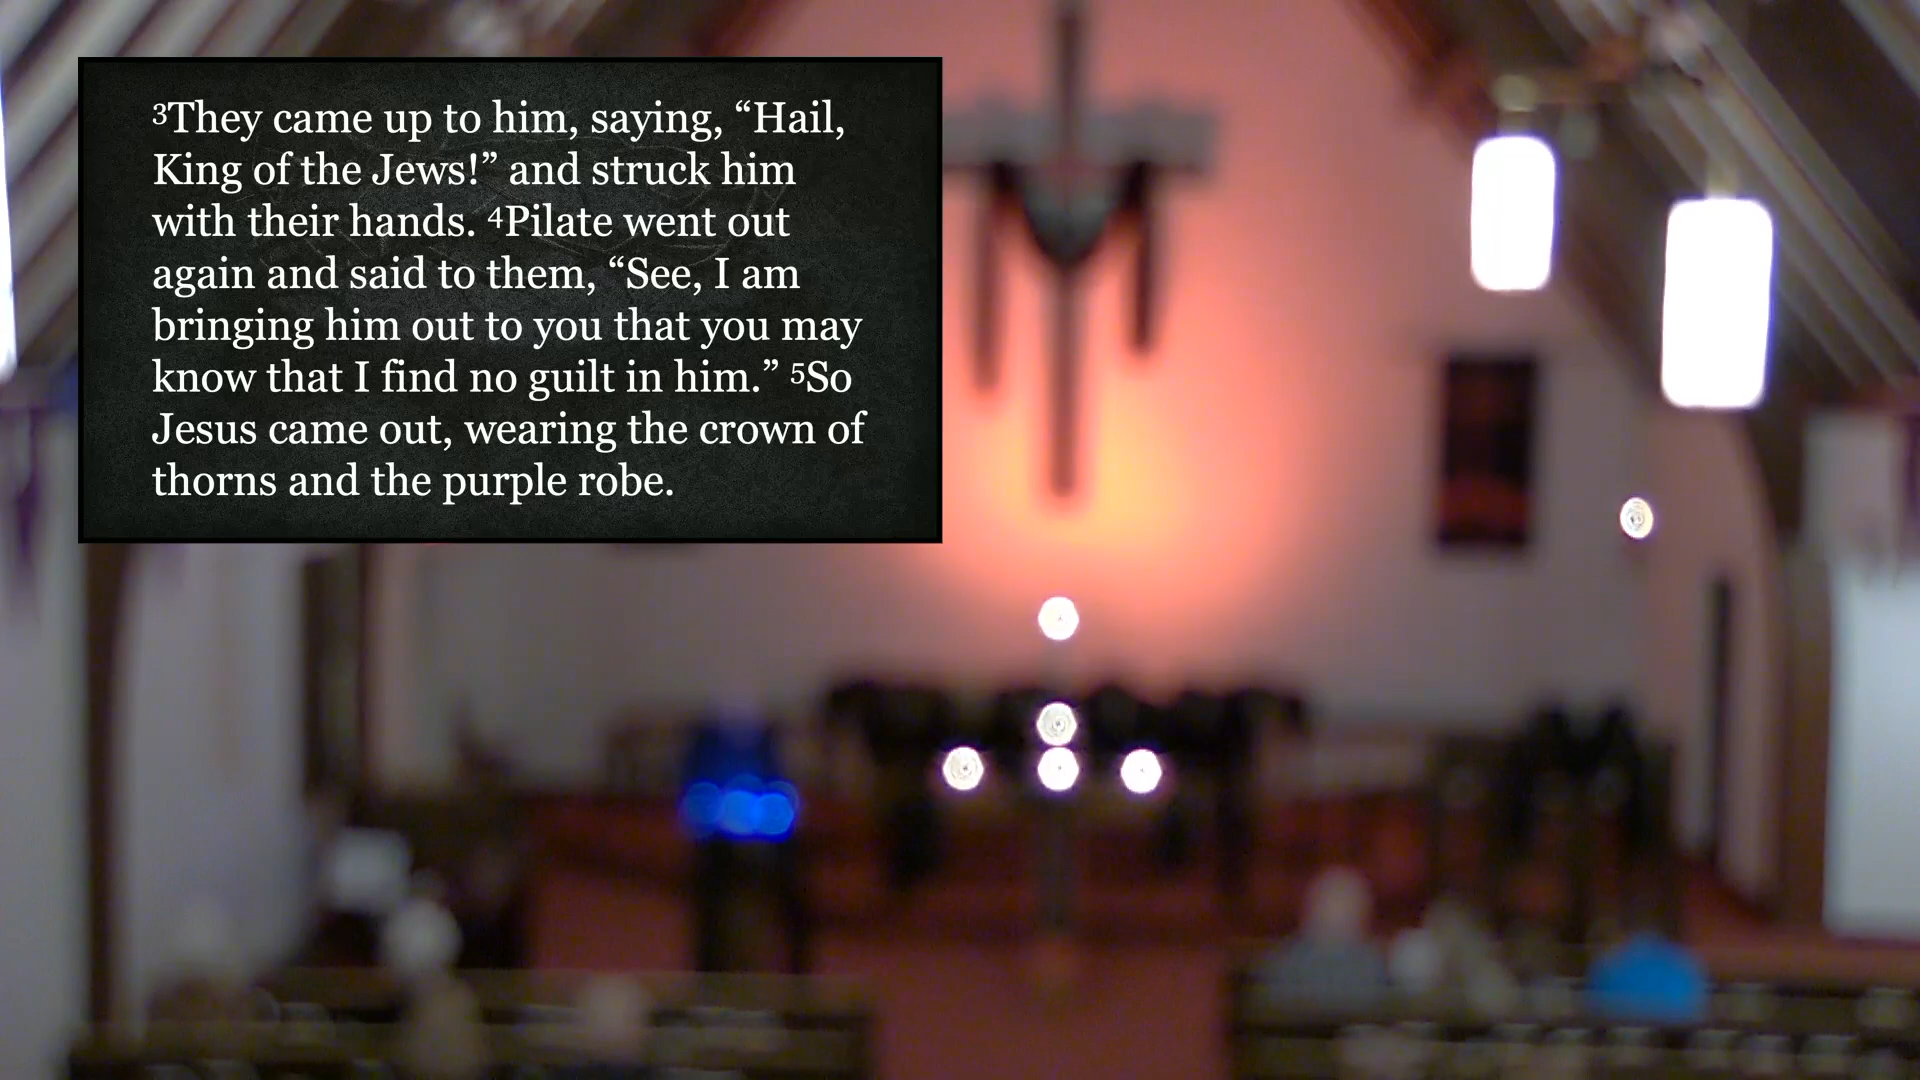 ³They came up to him, saying, “Hail,
King of the Jews!” and struck him
with their hands. ⁴Pilate went out
again and said to them, “See, I am
bringing him out to you that you may
know that I find no guilt in him.” ⁵So
Jesus came out, wearing the crown of
thorns and the purple robe.